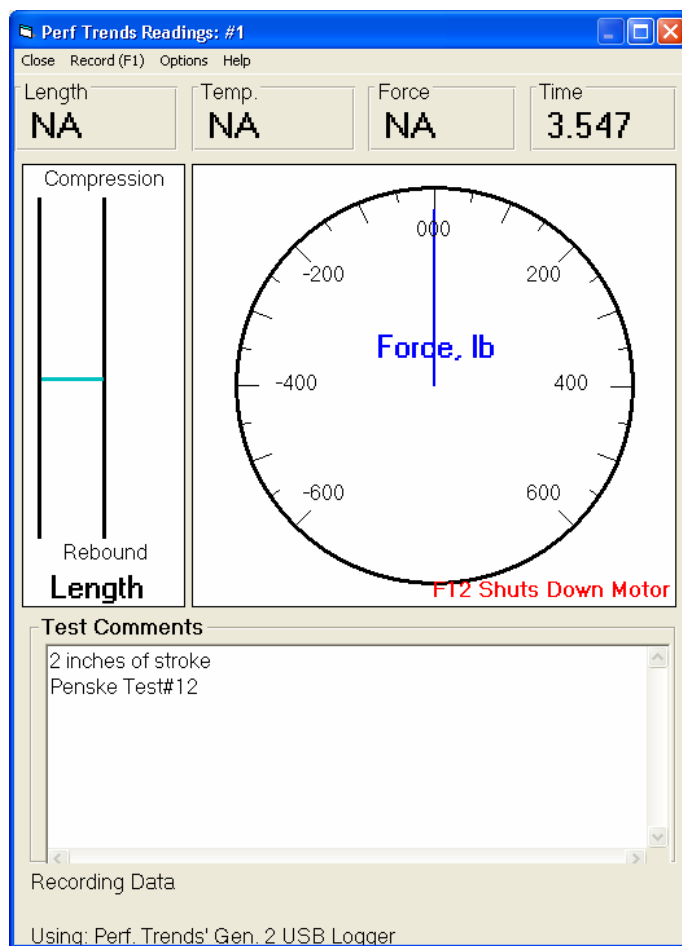 Perf Trends Readings: #1
Close Record (F1) Options Help
Length Temp. Force Time
NA NA NA 3.547
Compression
000
-200 200
Force, lb
-400 400
-600 600
Rebound
Length
F12 Shuts Down Motor
Test Comments
2 inches of stroke
Penske Test#12
Recording Data
Using: Perf. Trends' Gen. 2 USB Logger